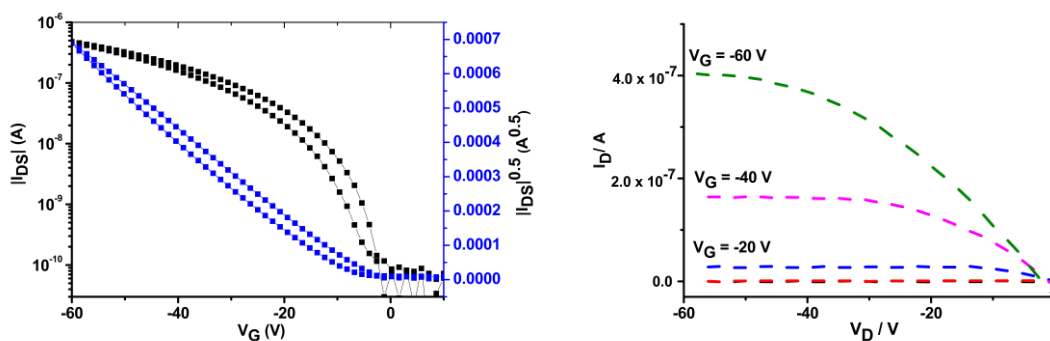 10⁻⁶
10⁻⁷
10⁻⁸
10⁻⁹
10⁻¹⁰
|I_DS| (A)
-60
-40
-20
0
V_G (V)
0.0007
0.0006
0.0005
0.0004
0.0003
0.0002
0.0001
0.0000
|I_DS|^0.5 (A^0.5)
V_G = -60 V
4.0 x 10⁻⁷
V_G = -40 V
2.0 x 10⁻⁷
V_G = -20 V
0.0
I_D/ A
-60
-40
-20
V_D / V